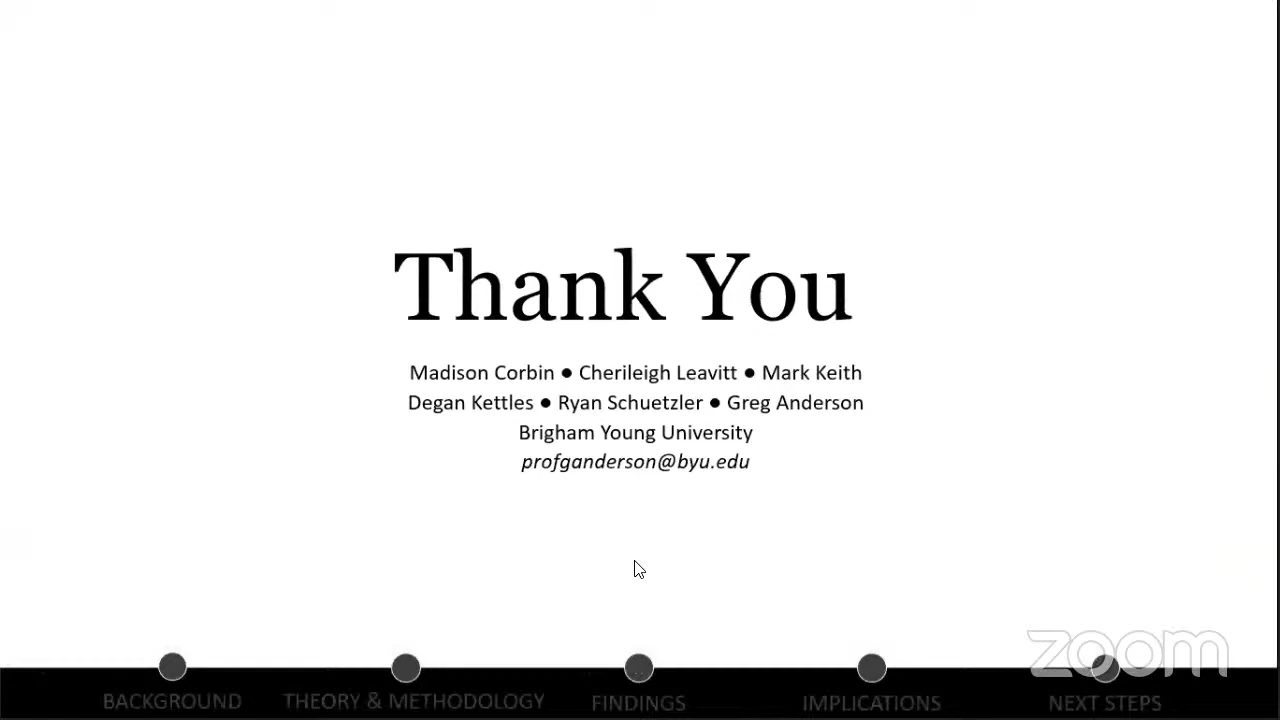 Thank You
Madison Corbin ● Cherileigh Leavitt ● Mark Keith
Degan Kettles ● Ryan Schuetzler ● Greg Anderson
Brigham Young University
profganderson@byu.edu
zoom
BACKGROUND THEORY & METHODOLOGY FINDINGS IMPLICATIONS NEXT STEPS